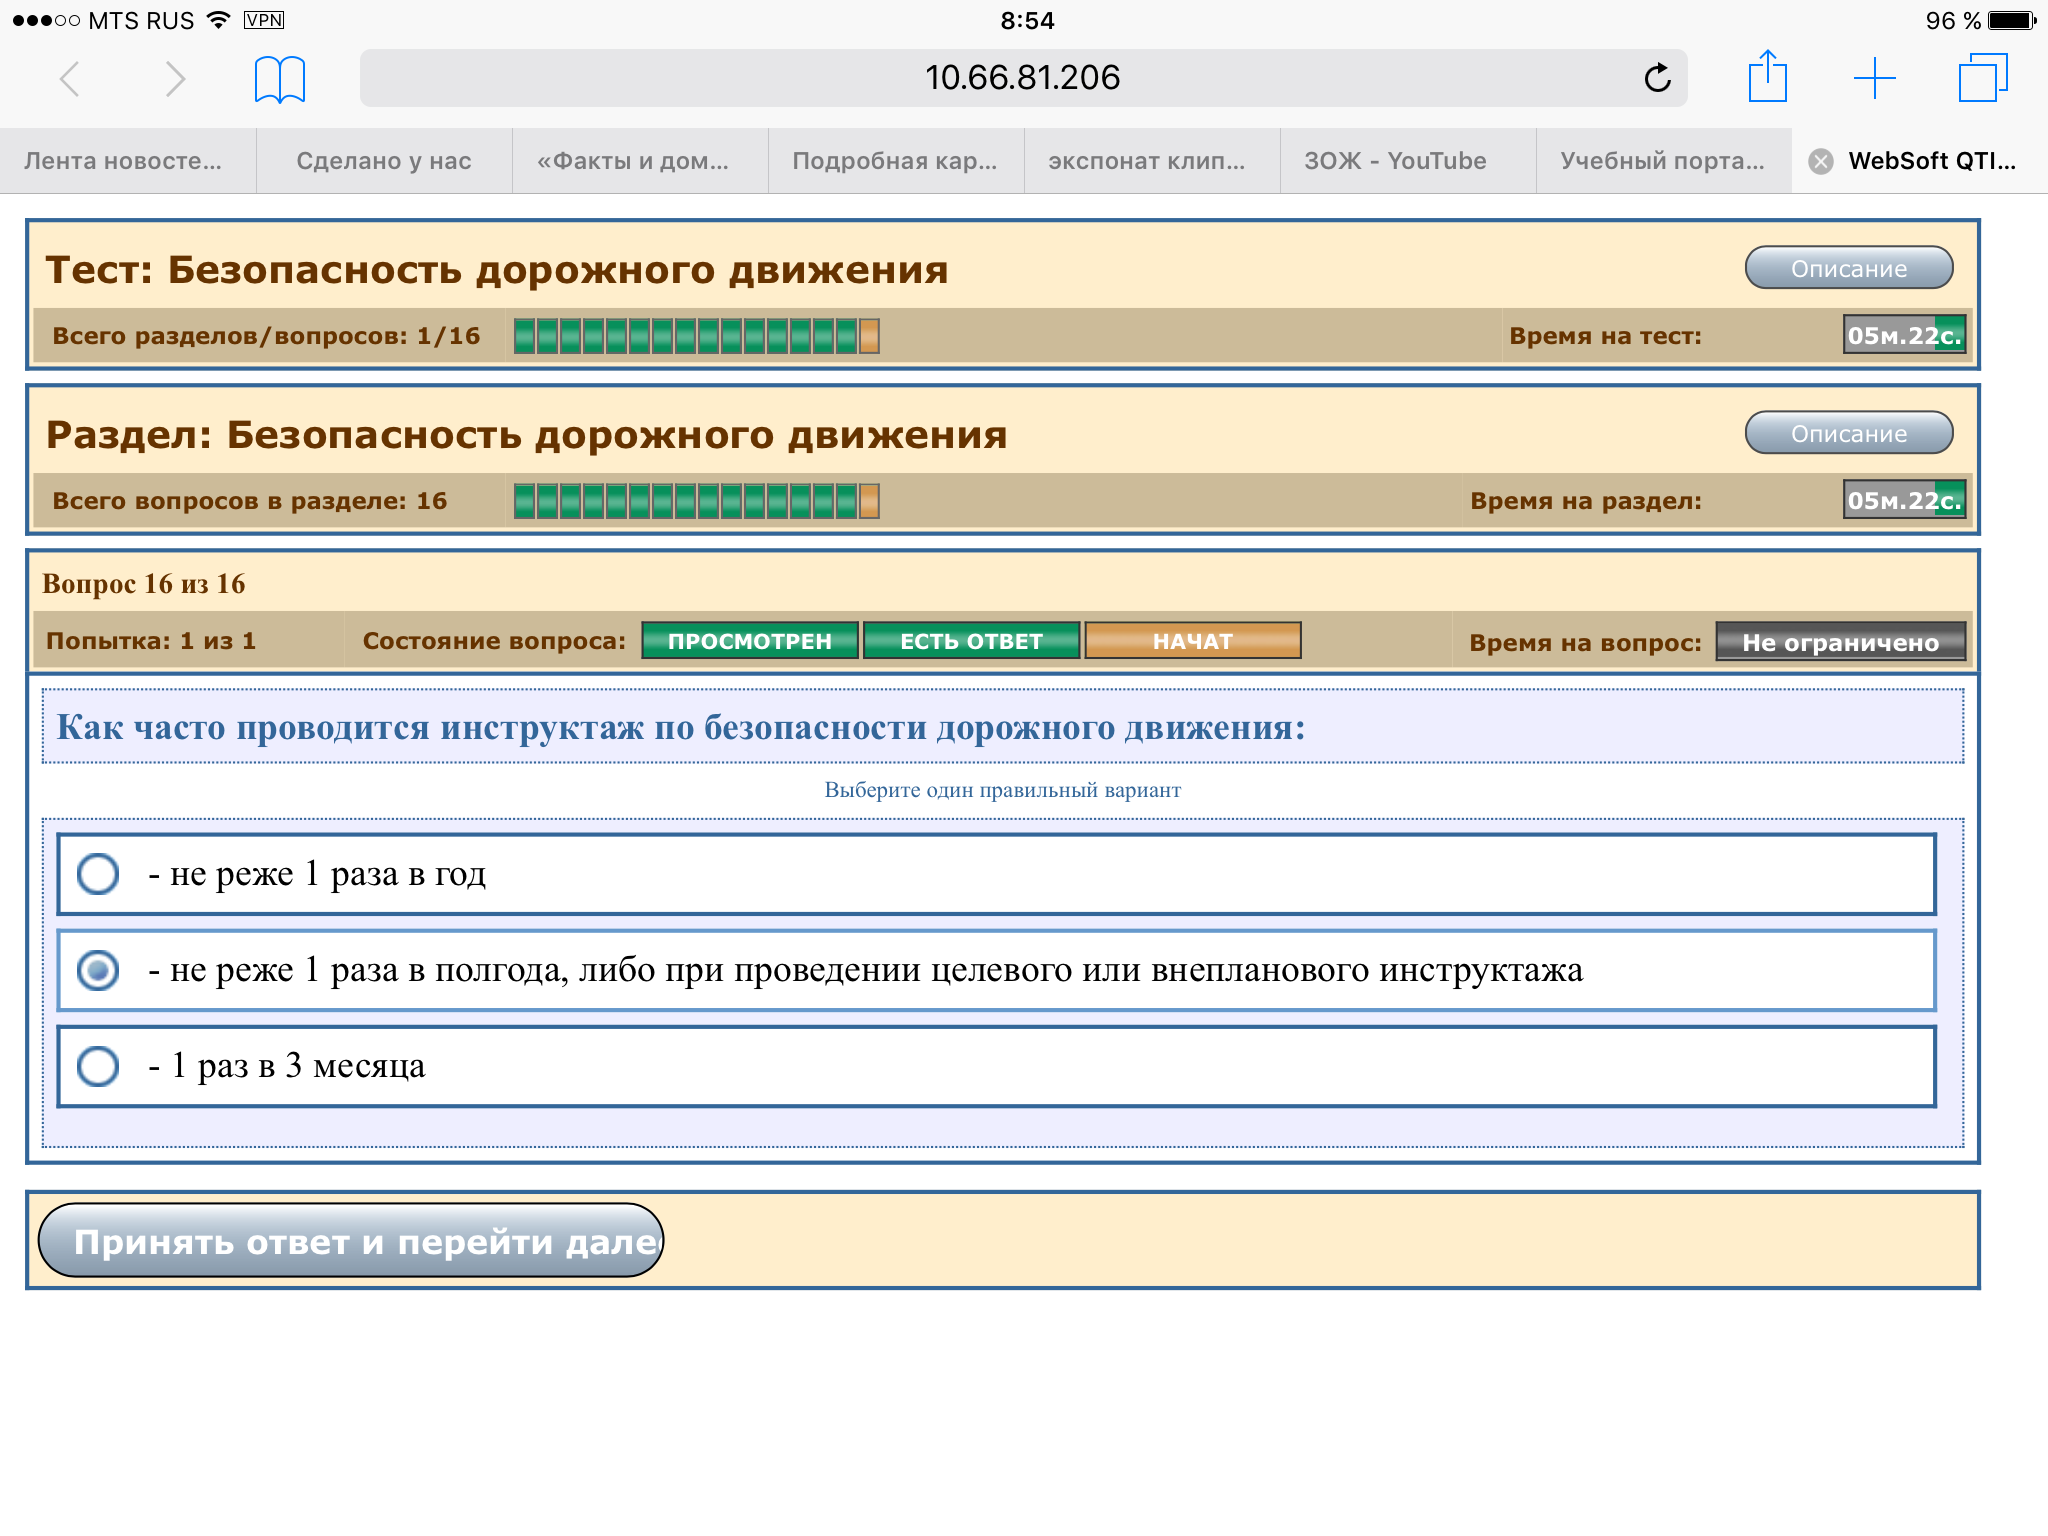 MTS RUS VPN 8:54 96 %
10.66.81.206
Лента новосте... Сделано у нас «Факты и дом... Подробная кар... экспонат клип... ЗОЖ - YouTube Учебный порта... WebSoft QTI...
Тест: Безопасность дорожного движения Описание
Всего разделов/вопросов: 1/16 Время на тест: 05м.22с.
Раздел: Безопасность дорожного движения Описание
Всего вопросов в разделе: 16 Время на раздел: 05м.22с.
Вопрос 16 из 16
Попытка: 1 из 1 Состояние вопроса: ПРОСМОТРЕН ЕСТЬ ОТВЕТ НАЧАТ Время на вопрос: Не ограничено
Как часто проводится инструктаж по безопасности дорожного движения:
Выберите один правильный вариант
- не реже 1 раза в год
- не реже 1 раза в полгода, либо при проведении целевого или внепланового инструктажа
- 1 раз в 3 месяца
Принять ответ и перейти дале